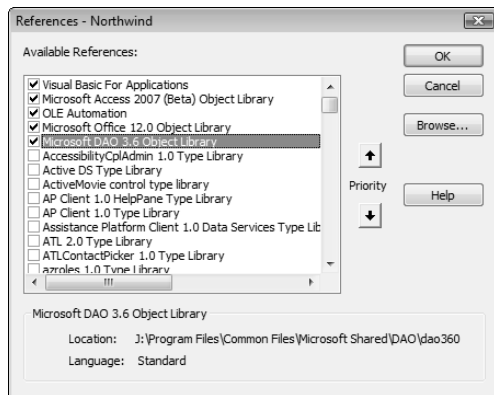 References - Northwind
Available References:
Visual Basic For Applications
Microsoft Access 2007 (Beta) Object Library
OLE Automation
Microsoft Office 12.0 Object Library
Microsoft DAO 3.6 Object Library
AccessibilityCplAdmin 1.0 Type Library
Active DS Type Library
ActiveMovie control type library
AP Client 1.0 HelpPane Type Library
AP Client 1.0 Type Library
Assistance Platform Client 1.0 Data Services Type Lib
ATL 2.0 Type Library
ATLContactPicker 1.0 Type Library
azroles 1.0 Type Library
OK
Cancel
Browse...
Priority
Help
Microsoft DAO 3.6 Object Library
Location: J:\Program Files\Common Files\Microsoft Shared\DAO\dao360
Language: Standard